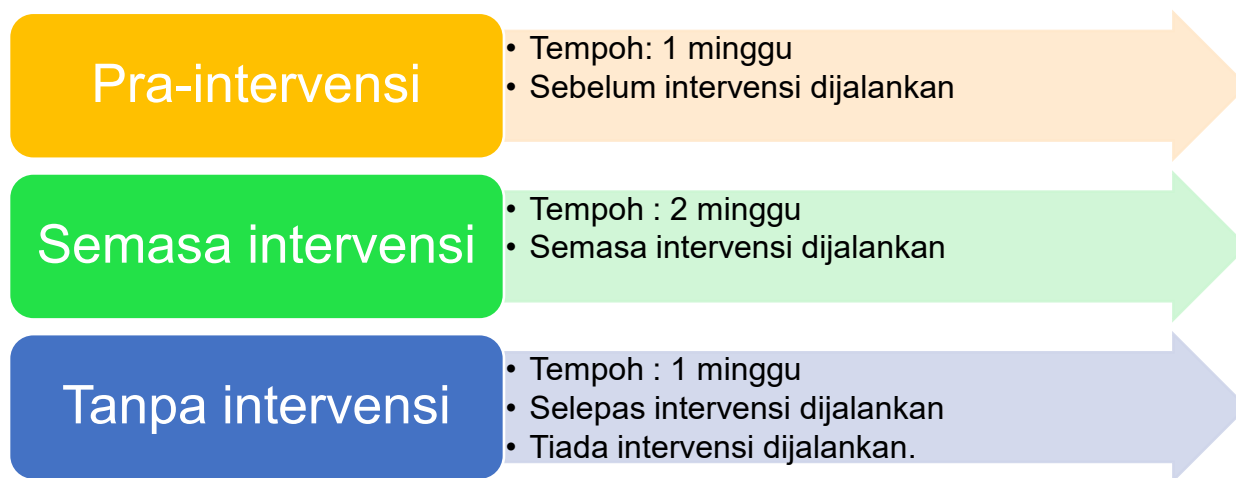 Pra-intervensi
• Tempoh: 1 minggu
• Sebelum intervensi dijalankan
Semasa intervensi
• Tempoh : 2 minggu
• Semasa intervensi dijalankan
Tanpa intervensi
• Tempoh : 1 minggu
• Selepas intervensi dijalankan
• Tiada intervensi dijalankan.